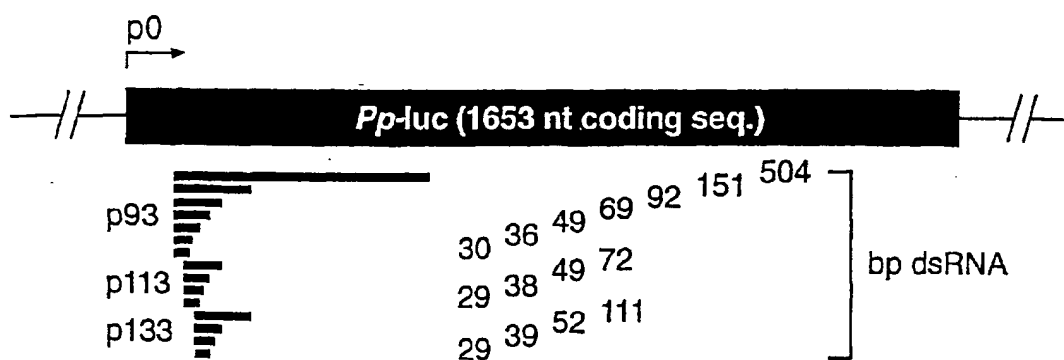 p0
Pp-luc (1653 nt coding seq.)
p93
30 36 49 69 92 151 504
p113
29 38 49 72
p133
29 39 52 111
bp dsRNA